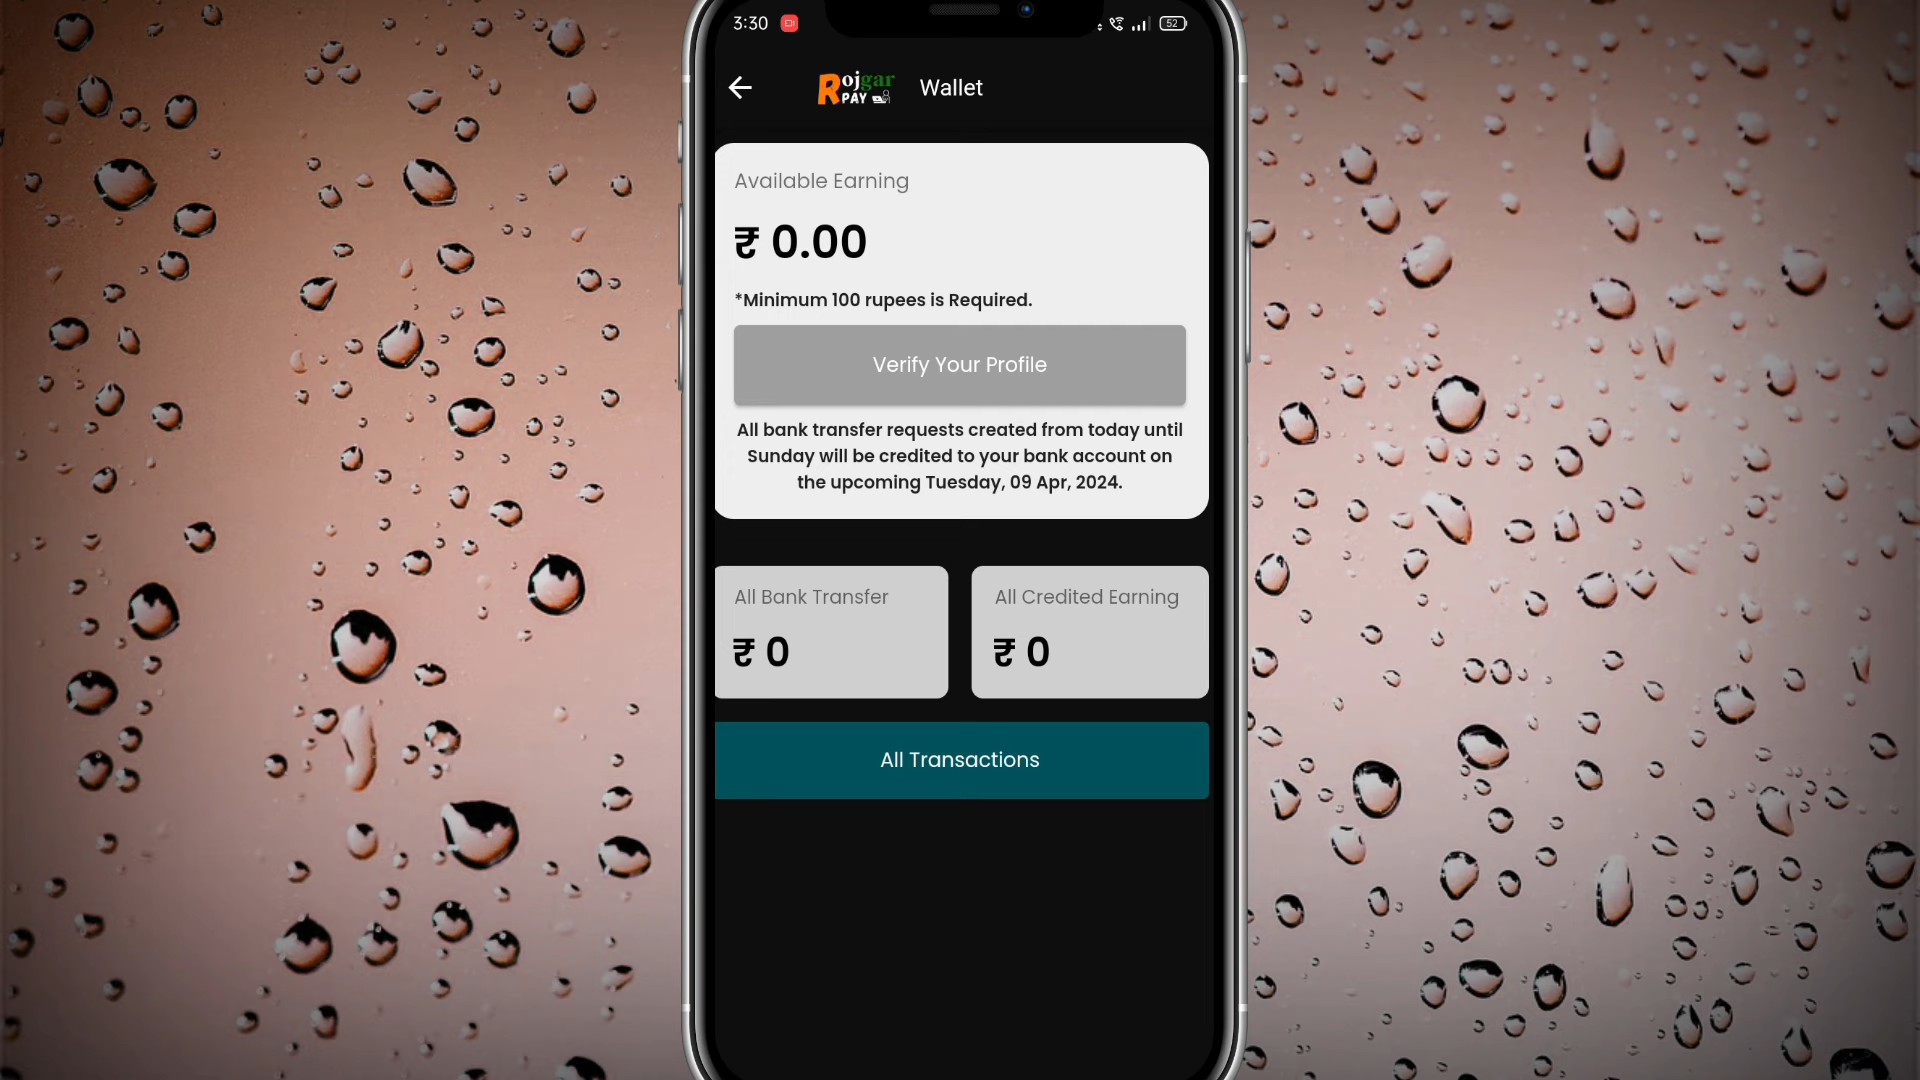 3:30
52
Rojgar
PAY
Wallet
Available Earning
₹ 0.00
*Minimum 100 rupees is Required.
Verify Your Profile
All bank transfer requests created from today until
Sunday will be credited to your bank account on
the upcoming Tuesday, 09 Apr, 2024.
All Bank Transfer
All Credited Earning
₹ 0
₹ 0
All Transactions